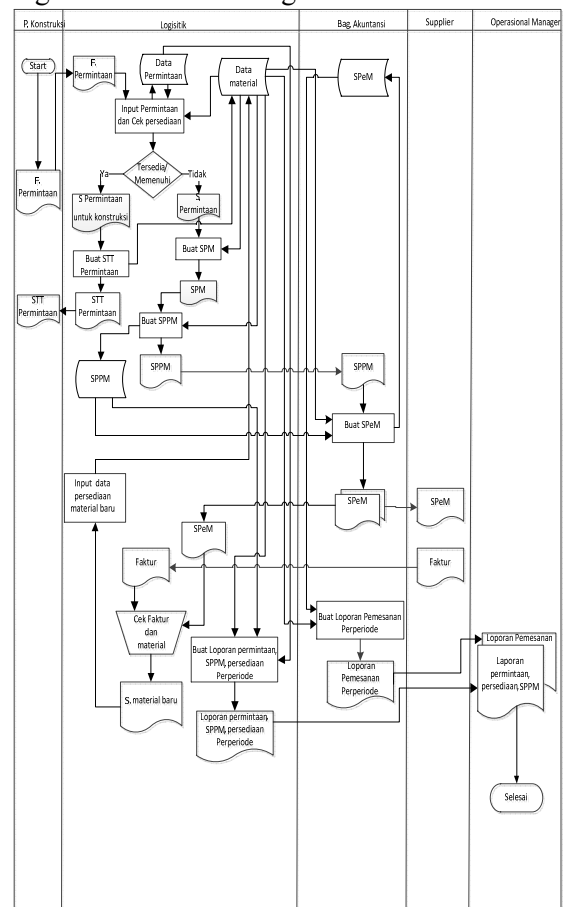 P. Konstruksi
Logisitik
Bag. Akuntansi
Supplier
Operasional Manager
Start
F.
Permintaan
F.
Permintaan
Data
Permintaan
Data
material
SPeM
Input Permintaan
dan Cek persediaan
Tersedia/
Memenuhi
Ya
Tidak
S Permintaan
untuk konstruksi
S.
Permintaan
Buat STT
Permintaan
Buat SPM
SPM
STT
Permintaan
STT
Permintaan
Buat SPPM
SPPM
SPPM
SPPM
Buat SPeM
Input data
persediaan
material baru
SPeM
SPeM
SPeM
Faktur
Faktur
Cek Faktur
dan
material
Buat Loporan permintaan,
SPPM, persediaan
Perperiode
Buat Loporan Pemesanan
Perperiode
Loporan
Pemesanan
Perperiode
Loporan Pemesanan
Laporan
permintaan,
persediaan, SPPM
S. material baru
Loporan permintaan,
SPPM, persediaan
Perperiode
Selesai